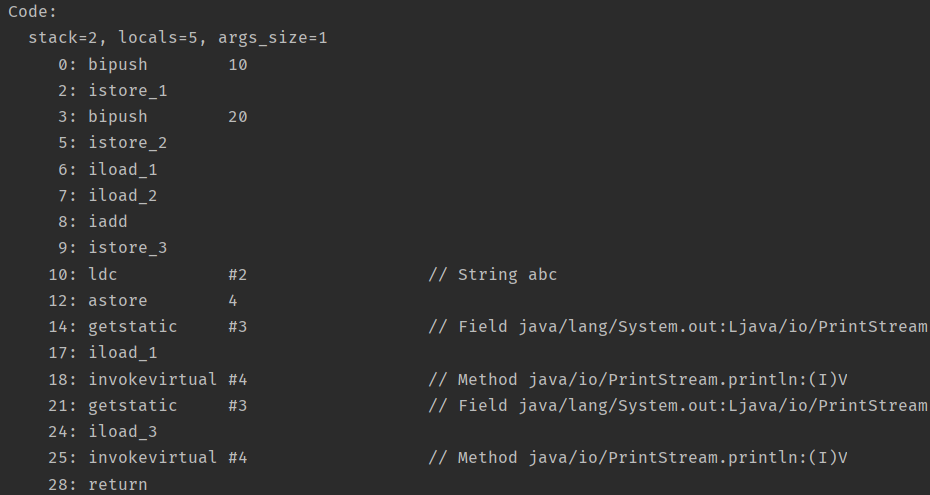 Code:
stack=2, locals=5, args_size=1
0: bipush 10
2: istore_1
3: bipush 20
5: istore_2
6: iload_1
7: iload_2
8: iadd
9: istore_3
10: ldc #2 // String abc
12: astore 4
14: getstatic #3 // Field java/lang/System.out:Ljava/io/PrintStream
17: iload_1
18: invokevirtual #4 // Method java/io/PrintStream.println:(I)V
21: getstatic #3 // Field java/lang/System.out:Ljava/io/PrintStream
24: iload_3
25: invokevirtual #4 // Method java/io/PrintStream.println:(I)V
28: return